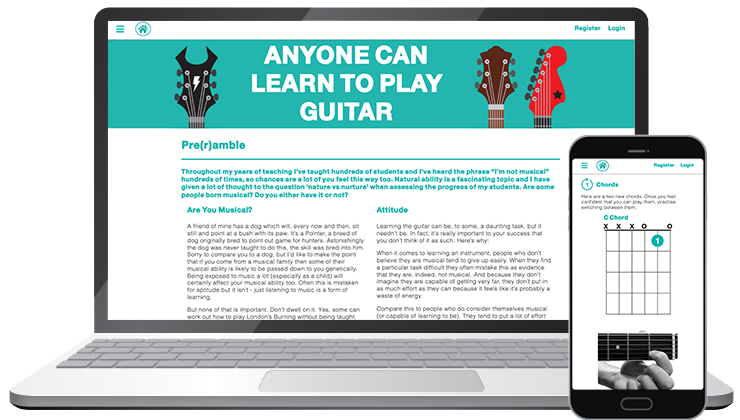 Register Login
ANYONE CAN
LEARN TO PLAY
GUITAR
Pre(r)amble
Throughout my years of teaching I've taught hundreds of students and I've heard the phrase "I'm not musical"
hundreds of times, so chances are a lot of you feel this way too. Natural ability is a fascinating topic and I have
given a lot of thought to the question 'nature vs nurture' when assessing the progress of my students. Are some
people born musical? Do you either have it or not?
Are You Musical?
A friend of mine has a dog which will, every now and then, sit
still and point at a bush with its paw. It's a Pointer, a breed of
dog originally bred to point out game for hunters. Astonishingly
the dog was never taught to do this, the skill was bred into him.
Sorry to compare you to a dog, but I'd like to make the point
that if you come from a musical family then some of their
musical ability is likely to be passed down to you genetically.
Being exposed to music a lot (especially as a child) will
certainly affect your musical ability too. Often this is mistaken
for aptitude but it isn't - just listening to music is a form of
learning.
But none of that is important. Don't dwell on it. Yes, some can
work out how to play London's Burning without being taught,
Attitude
Learning the guitar can be, to some, a daunting task, but it
needn't be. In fact, it's really important to your success that
you don't think of it as such. Here's why:
When it comes to learning an instrument, people who don't
believe they are musical tend to give up easily. When they find
a particular task difficult they often mistake this as evidence
that they are, indeed, not musical. And because they don't
imagine they are capable of getting very far, they don't put in
as much effort as they can because it feels like it's probably a
waste of energy.
Compare this to people who do consider themselves musical
(or capable of learning to be). They tend to put a lot of effort
Register Login
1 Chords
Here are a two new chords. Once you feel
confident that you can play them, practise
switching between them.
G Chord
X X X O O
1